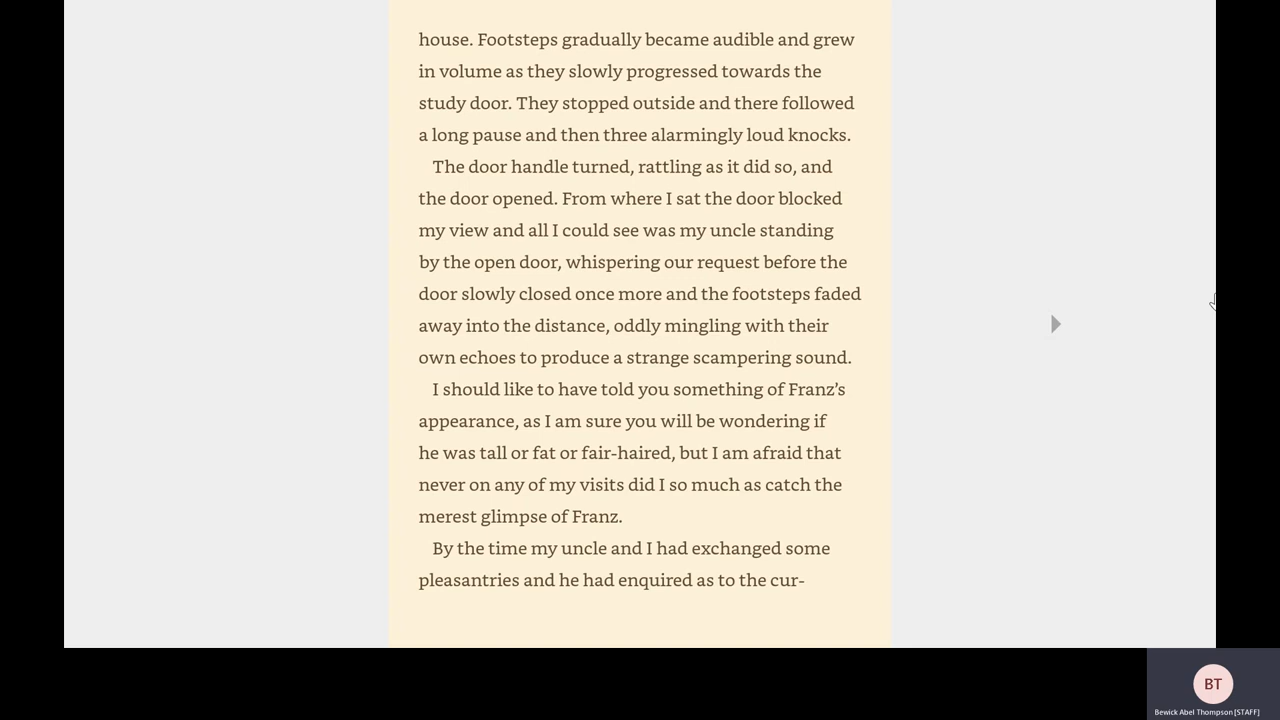 house. Footsteps gradually became audible and grew
in volume as they slowly progressed towards the
study door. They stopped outside and there followed
a long pause and then three alarmingly loud knocks.
The door handle turned, rattling as it did so, and
the door opened. From where I sat the door blocked
my view and all I could see was my uncle standing
by the open door, whispering our request before the
door slowly closed once more and the footsteps faded
away into the distance, oddly mingling with their
own echoes to produce a strange scampering sound.
I should like to have told you something of Franz’s
appearance, as I am sure you will be wondering if
he was tall or fat or fair-haired, but I am afraid that
never on any of my visits did I so much as catch the
merest glimpse of Franz.
By the time my uncle and I had exchanged some
pleasantries and he had enquired as to the cur-
BT
Bewick Abel Thompson [STAFF]